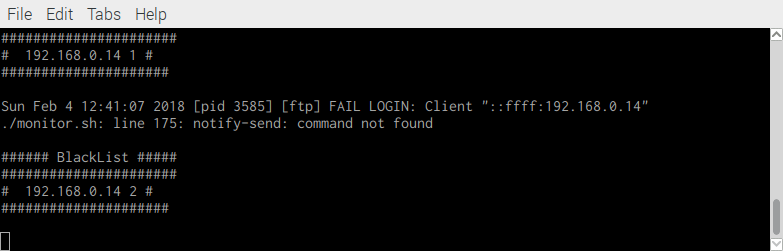 File Edit Tabs Help
######################
#  192.168.0.14 1 #
#####################
Sun Feb 4 12:41:07 2018 [pid 3585] [ftp] FAIL LOGIN: Client "::ffff:192.168.0.14"
./monitor.sh: line 175: notify-send: command not found
###### BlackList #####
######################
#  192.168.0.14 2 #
#####################